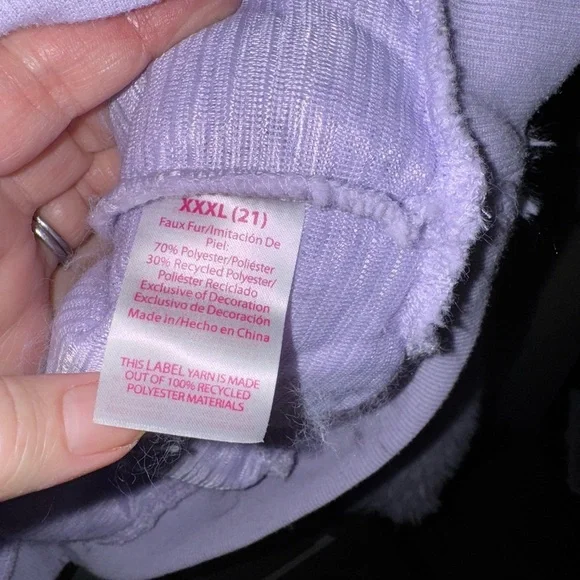 XXXL (21)
Faux Fur/Imitación De
Piel:
70% Polyester/Poliéster
30% Recycled Polyester/
Poliéster Reciclado
Exclusive of Decoration
Exclusivo de Decoración
Made in/Hecho en China
THIS LABEL YARN IS MADE
OUT OF 100% RECYCLED
POLYESTER MATERIALS